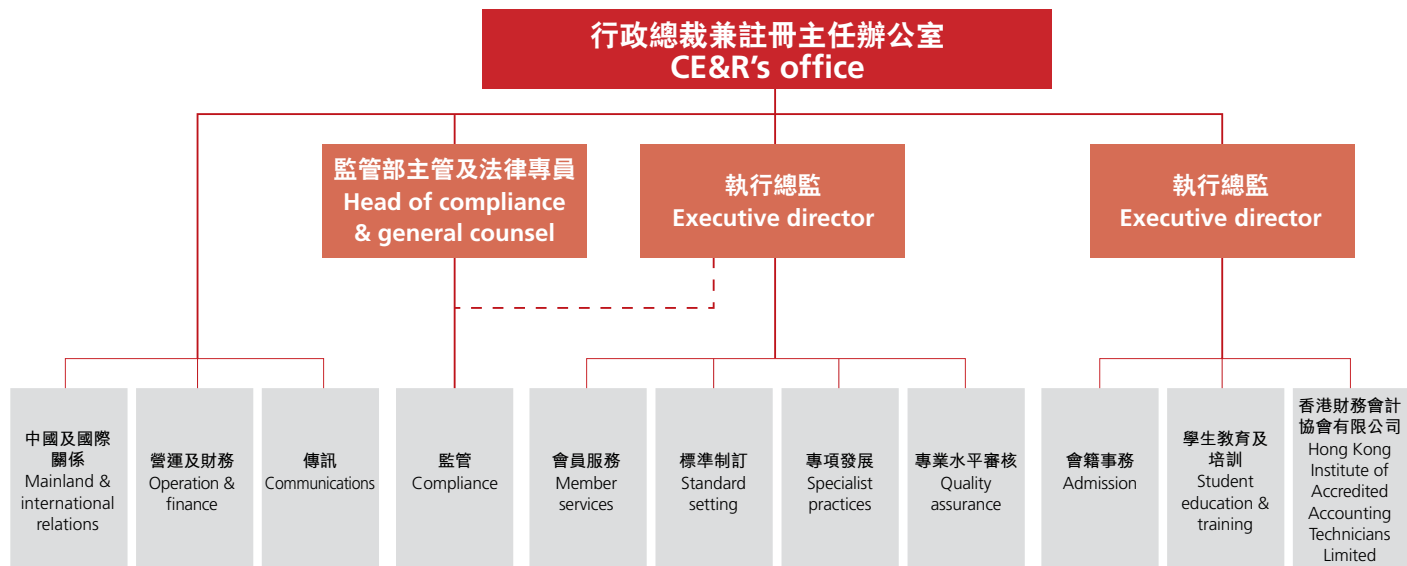 行政總裁兼註冊主任辦公室
CE&R's office
監管部主管及法律專員
Head of compliance
& general counsel
執行總監
Executive director
執行總監
Executive director
中國及國際
關係
Mainland &
international
relations
營運及財務
Operation &
finance
傳訊
Communications
監管
Compliance
會員服務
Member
services
標準制訂
Standard
setting
專項發展
Specialist
practices
專業水平審核
Quality
assurance
會籍事務
Admission
學生教育及
培訓
Student
education &
training
香港財務會計
協會有限公司
Hong Kong
Institute of
Accredited
Accounting
Technicians
Limited